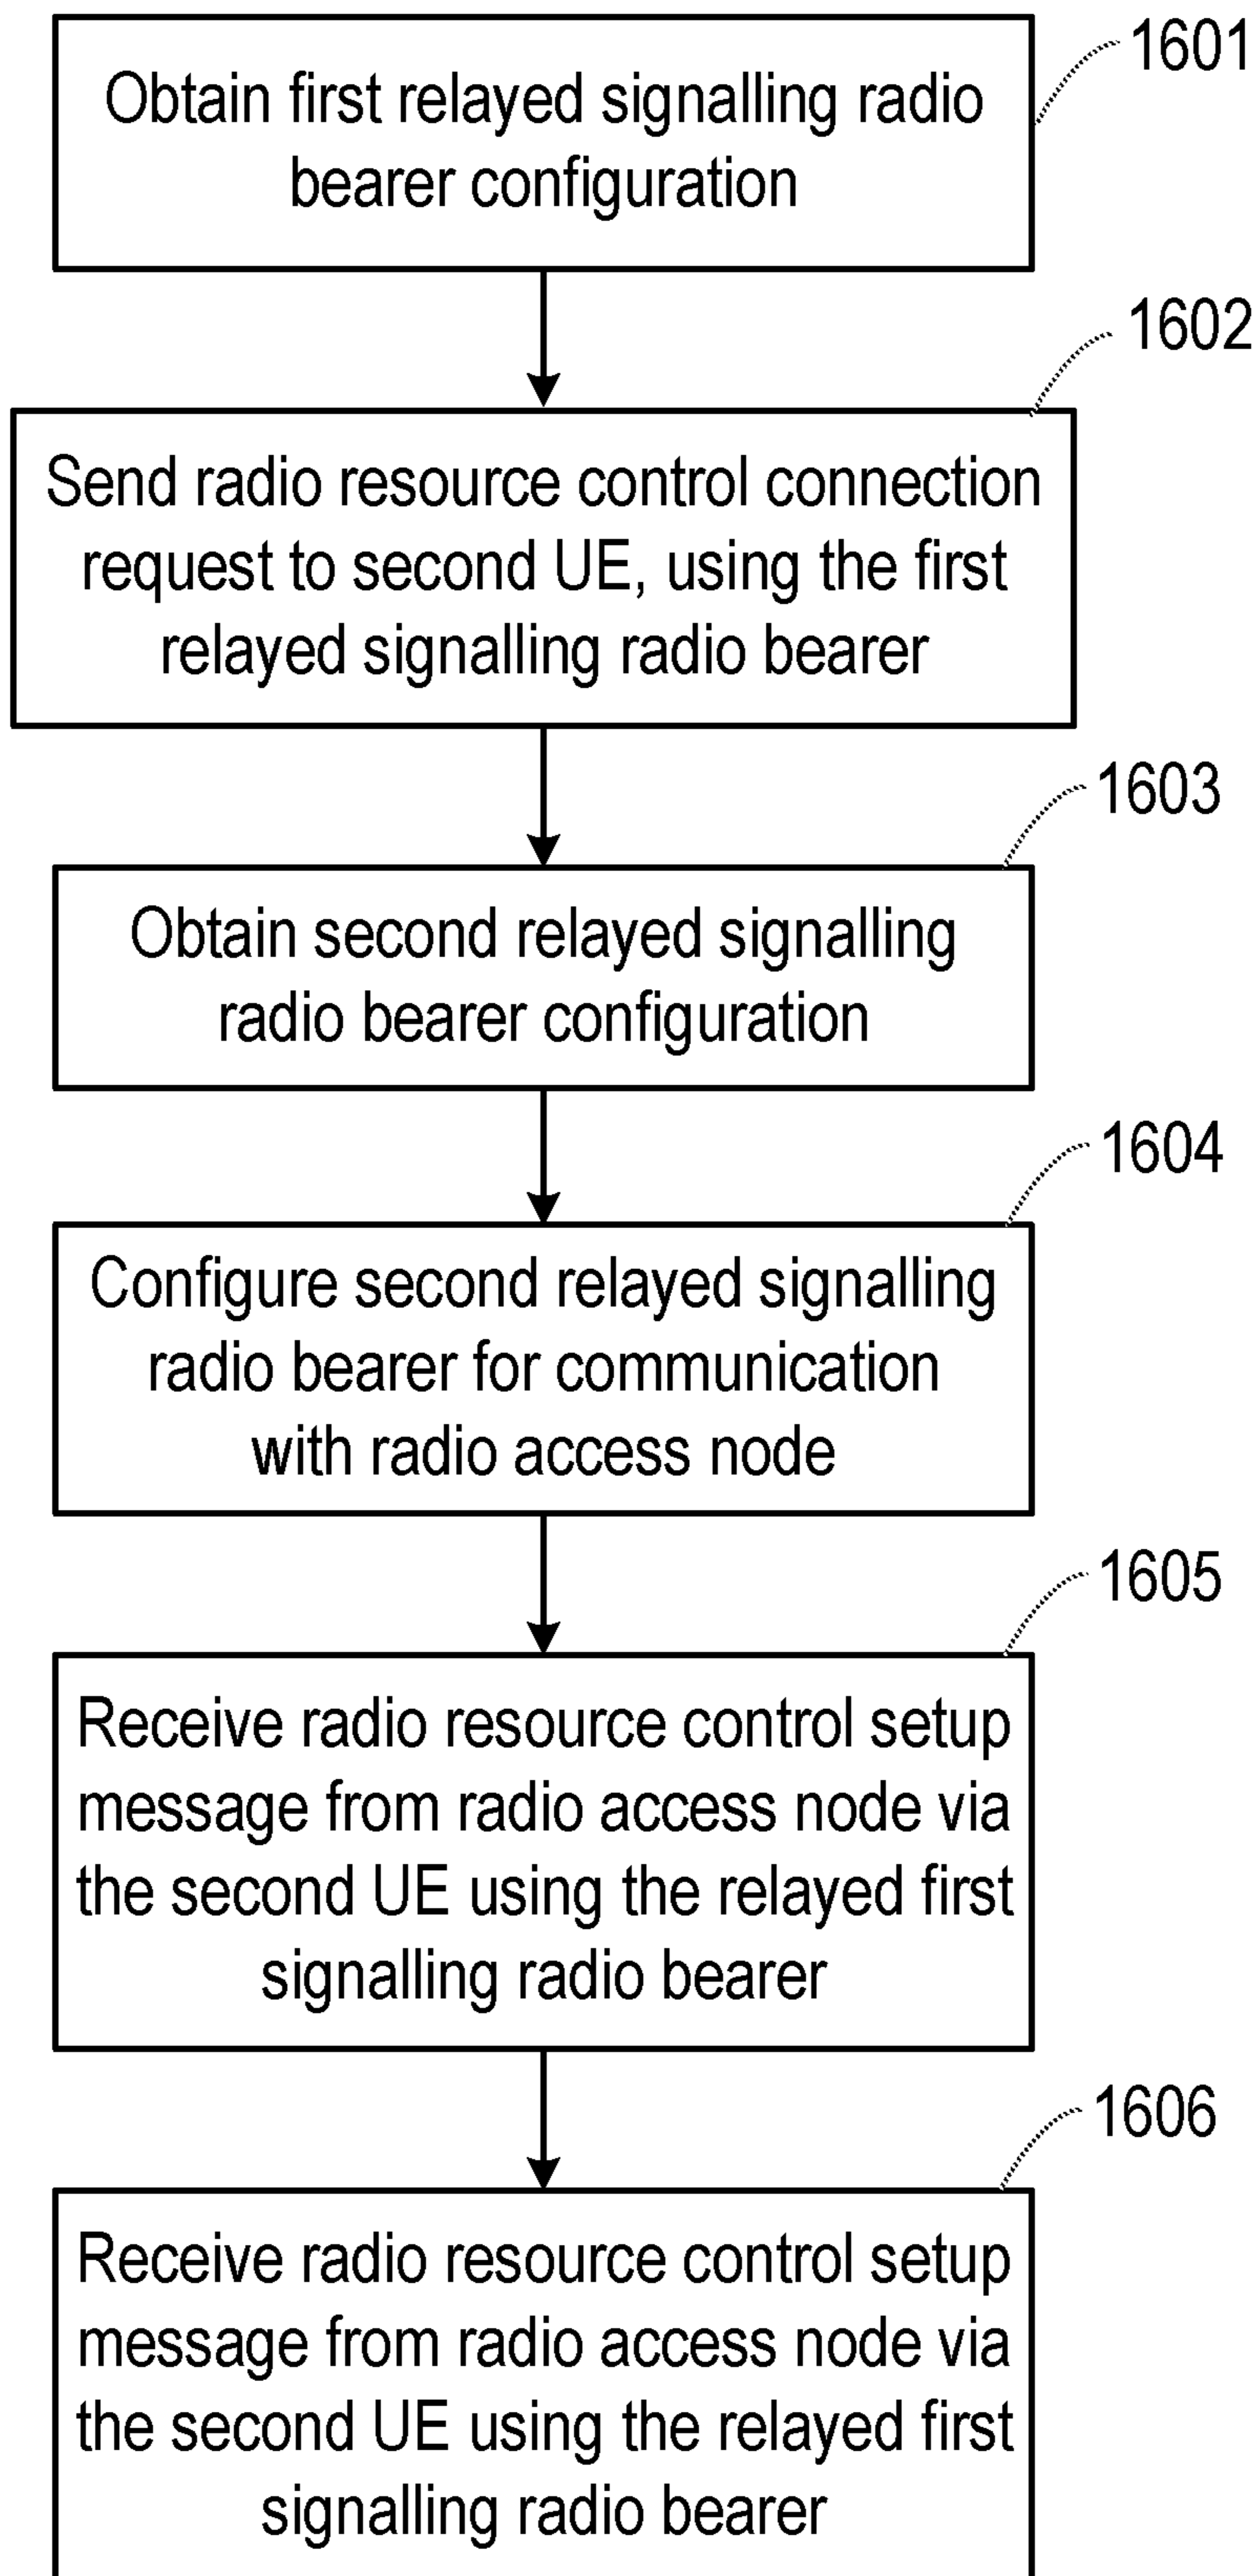 1601
Obtain first relayed signalling radio
bearer configuration
1602
Send radio resource control connection
request to second UE, using the first
relayed signalling radio bearer
1603
Obtain second relayed signalling
radio bearer configuration
1604
Configure second relayed signalling
radio bearer for communication
with radio access node
1605
Receive radio resource control setup
message from radio access node via
the second UE using the relayed first
signalling radio bearer
1606
Receive radio resource control setup
message from radio access node via
the second UE using the relayed first
signalling radio bearer